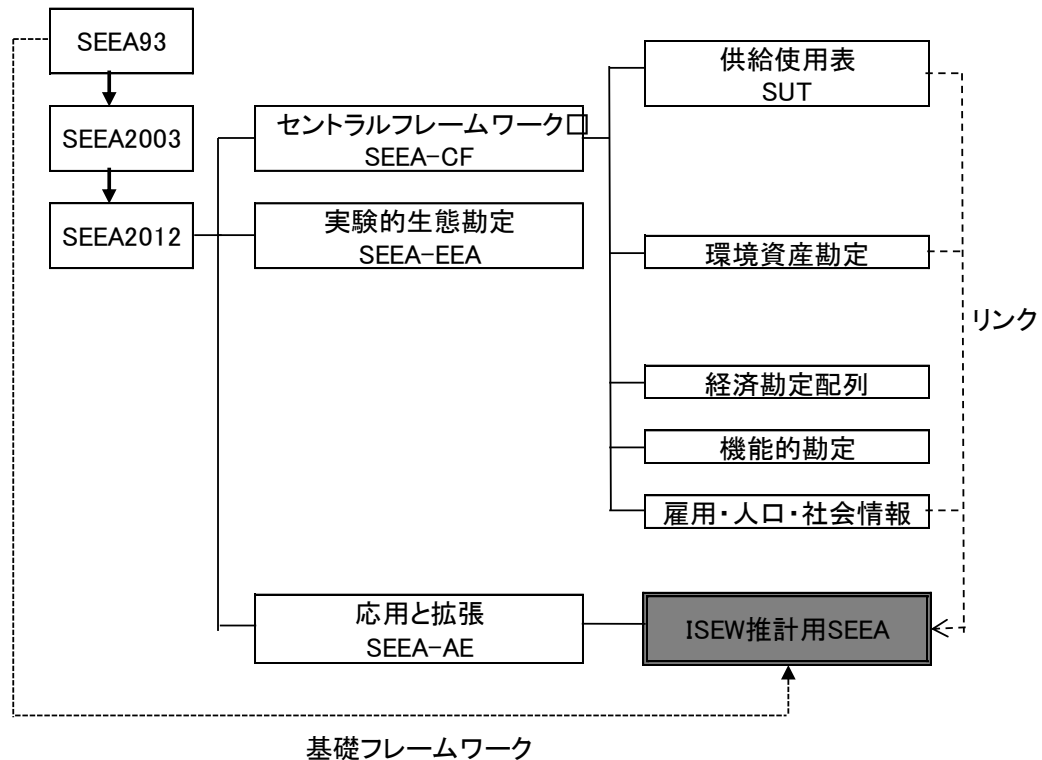 SEEA93
SEEA2003
SEEA2012
セントラルフレームワーク□
SEEA-CF
実験的生態勘定
SEEA-EEA
応用と拡張
SEEA-AE
供給使用表
SUT
環境資産勘定
経済勘定配列
機能的勘定
雇用・人口・社会情報
ISEW推計用SEEA
リンク
基礎フレームワーク